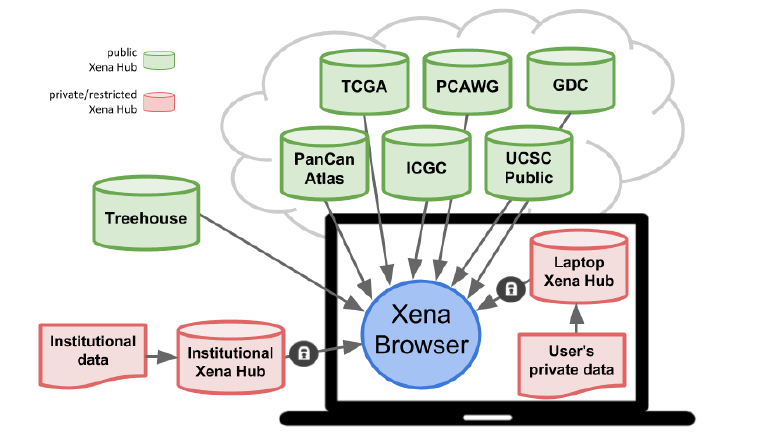 public
Xena Hub
private/restricted
Xena Hub
TCGA
PCAWG
GDC
PanCan
Atlas
ICGC
UCSC
Public
Treehouse
Laptop
Xena Hub
Xena
Browser
Institutional
data
Institutional
Xena Hub
User's
private data